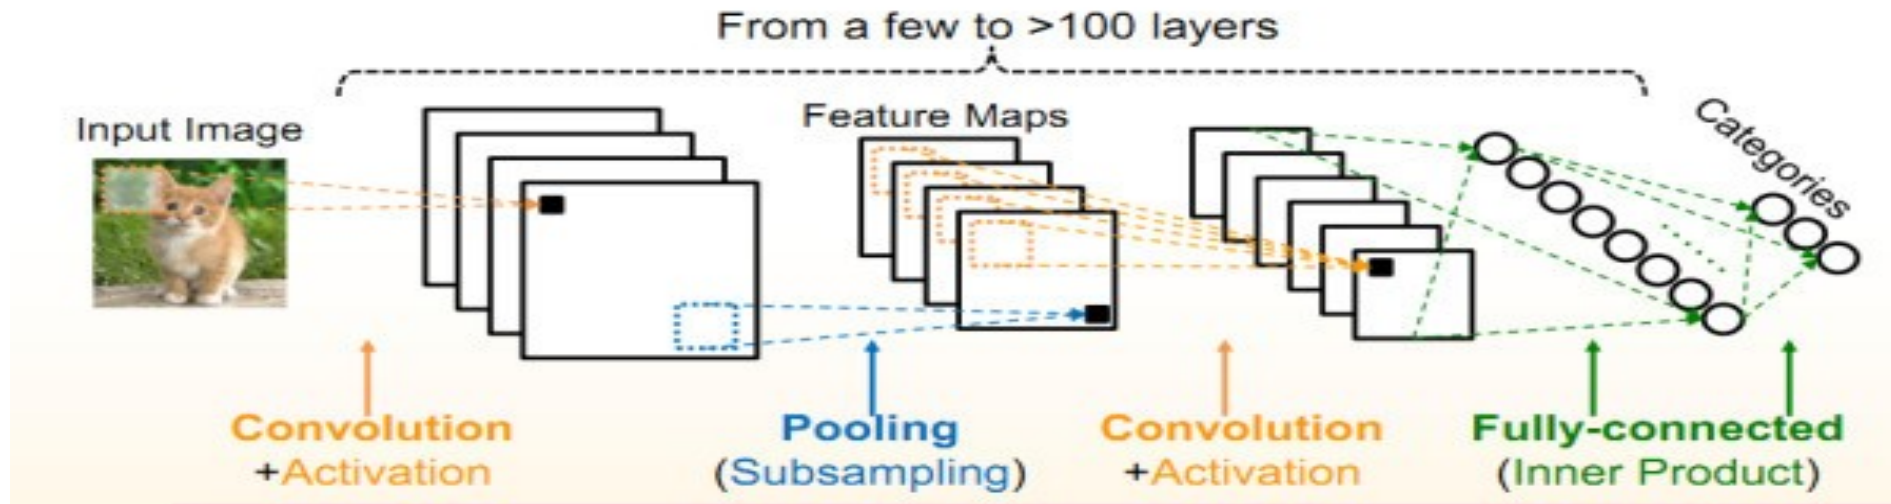 From a few to >100 layers
Input Image
Feature Maps
Categories
Convolution
+Activation
Pooling
(Subsampling)
Convolution
+Activation
Fully-connected
(Inner Product)